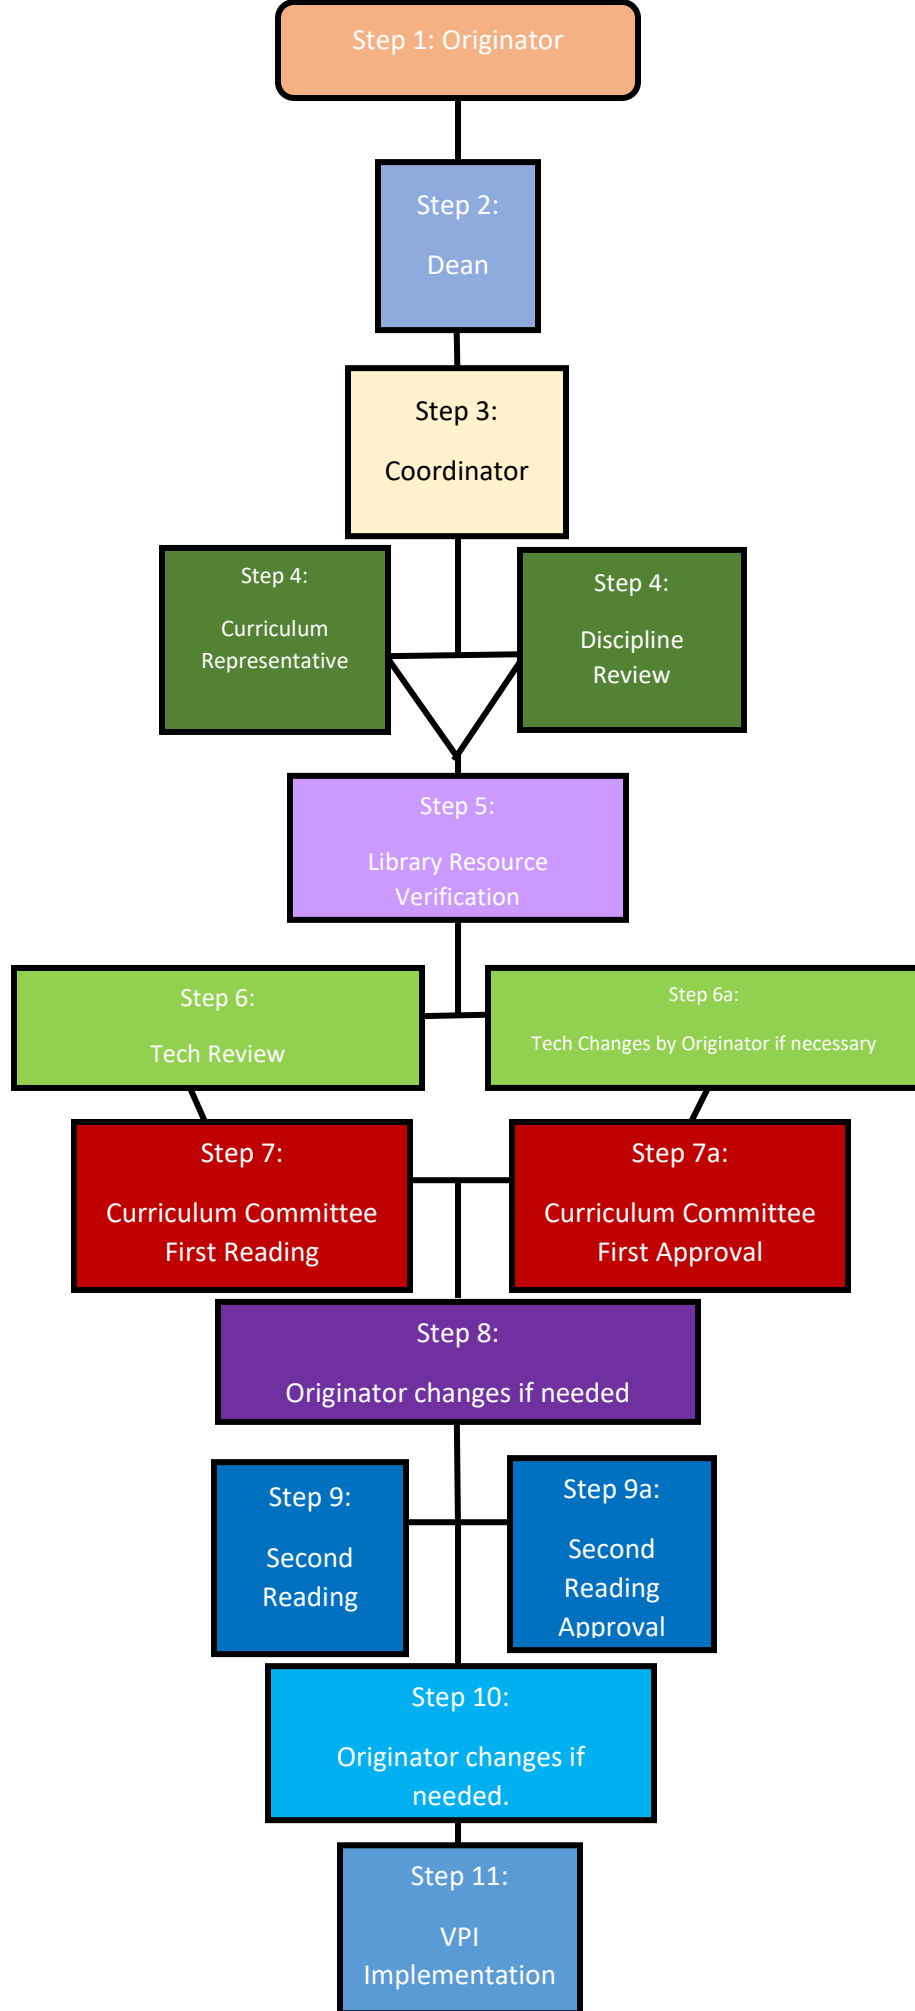 Step 1: Originator
Step 2:
Dean
Step 3:
Coordinator
Step 4:
Curriculum
Representative
Step 4:
Discipline
Review
Step 5:
Library Resource
Verification
Step 6:
Tech Review
Step 6a:
Tech Changes by Originator if necessary
Step 7:
Curriculum Committee
First Reading
Step 7a:
Curriculum Committee
First Approval
Step 8:
Originator changes if needed
Step 9:
Second
Reading
Step 9a:
Second
Reading
Approval
Step 10:
Originator changes if
needed.
Step 11:
VPI
Implementation